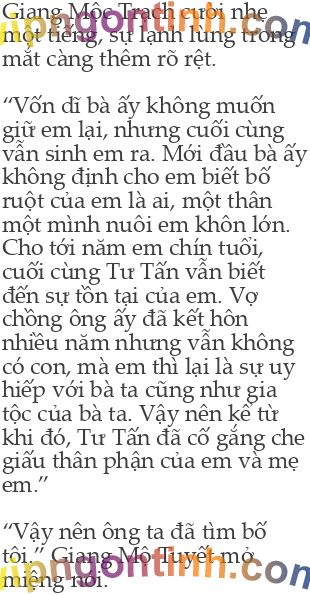 Giang Mộc Trạch cười nhẹ
một tiếng, sự lạnh lùng trong
mắt càng thêm rõ rệt.
“Vốn dĩ bà ấy không muốn
giữ em lại, nhưng cuối cùng
vẫn sinh em ra. Mới đầu bà ấy
không định cho em biết bố
ruột của em là ai, một thân
một mình nuôi em khôn lớn.
Cho tới năm em chín tuổi,
cuối cùng Tư Tấn vẫn biết
đến sự tồn tại của em. Vợ
chồng ông ấy đã kết hôn
nhiều năm nhưng vẫn không
có con, mà em thì lại là sự uy
hiếp với bà ta cũng như gia
tộc của bà ta. Vậy nên kể từ
khi đó, Tư Tấn đã cố gắng che
giấu thân phận của em và mẹ
em.”
“Vậy nên ông ta đã tìm bố
tôi.” Giang Mộ Tuyết mở
miệng nói.